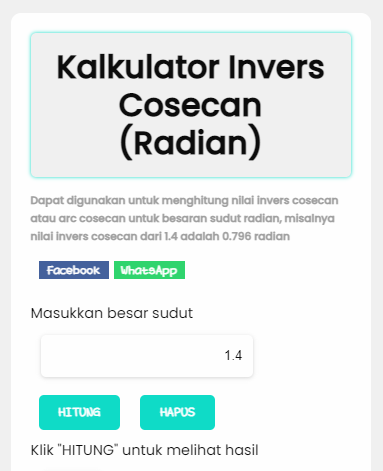 Kalkulator Invers
Cosecan
(Radian)
Dapat digunakan untuk menghitung nilai invers cosecan
atau arc cosecan untuk besaran sudut radian, misalnya
nilai invers cosecan dari 1.4 adalah 0.796 radian
Facebook WhatsApp
Masukkan besar sudut
1.4
HITUNG HAPUS
Klik "HITUNG" untuk melihat hasil